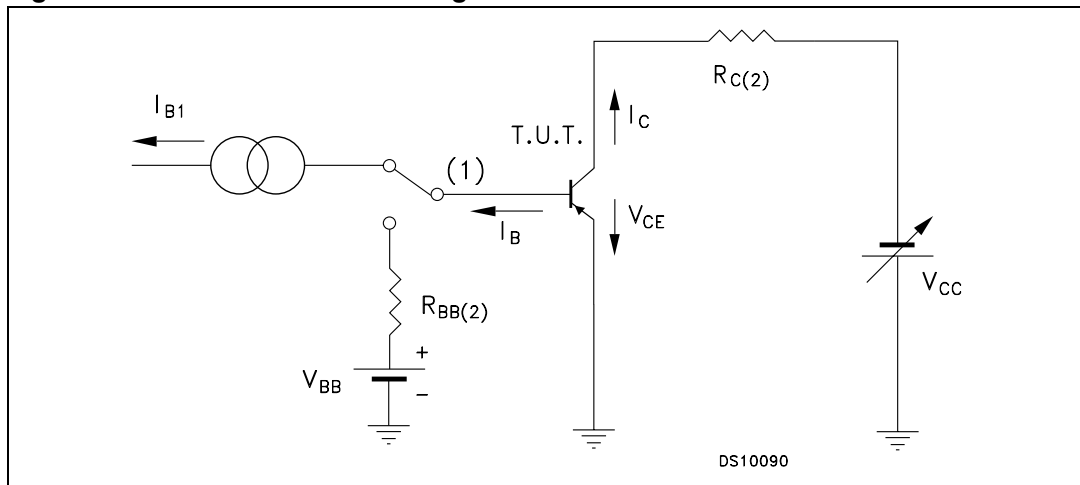 R_C(2)
I_B1
I_C
T.U.T.
(1)
V_CE
I_B
V_CC
R_BB(2)
+
V_BB
−
DS10090